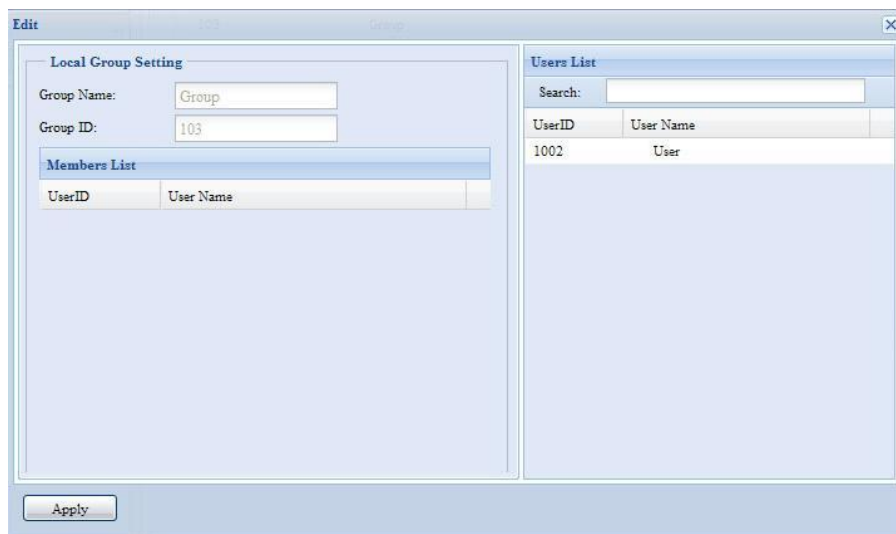 Edit
Local Group Setting
Group Name: Group
Group ID: 103
Members List
UserID User Name
Users List
Search:
UserID User Name
1002 User
Apply